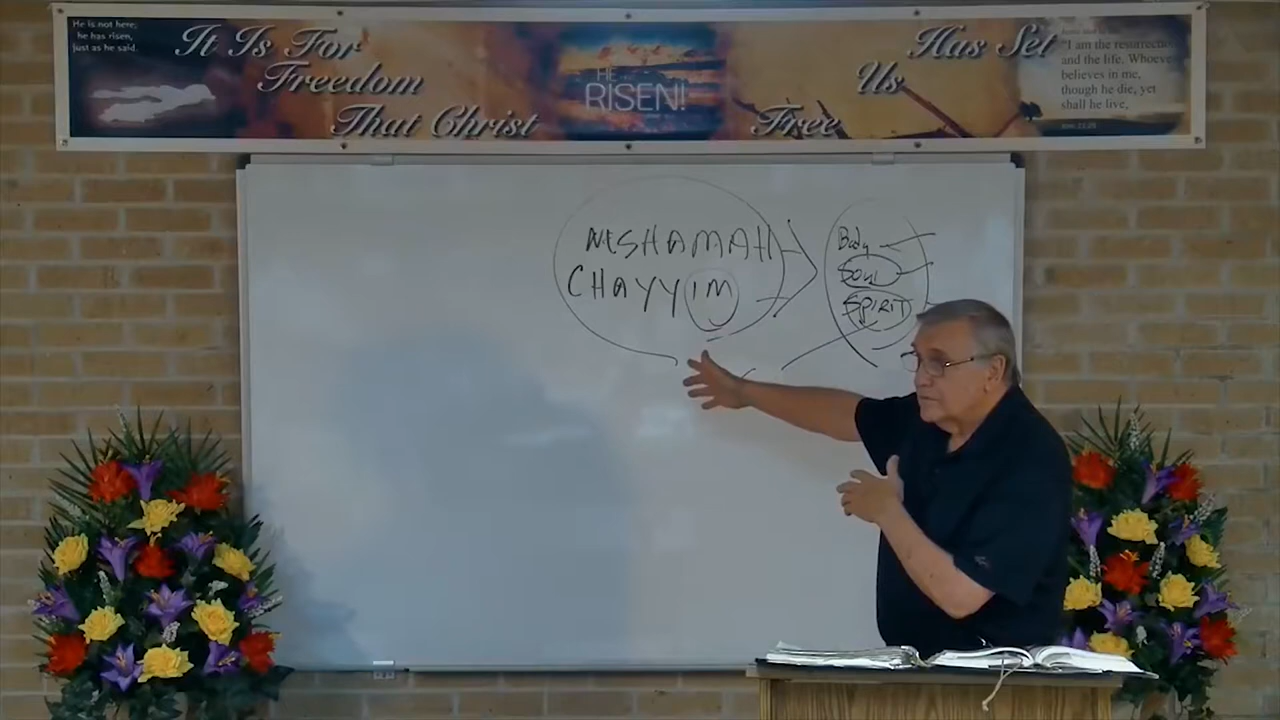 He is not here;
he has risen,
just as he said.
It Is For
Freedom
That Christ
HE
RISEN!
Has Set
Us
Free
"I am the resurrection
and the life. Whoever
believes in me,
though he die, yet
shall he live,
NESHAMAH
CHAYYIM
Body
Soul
SPIRIT